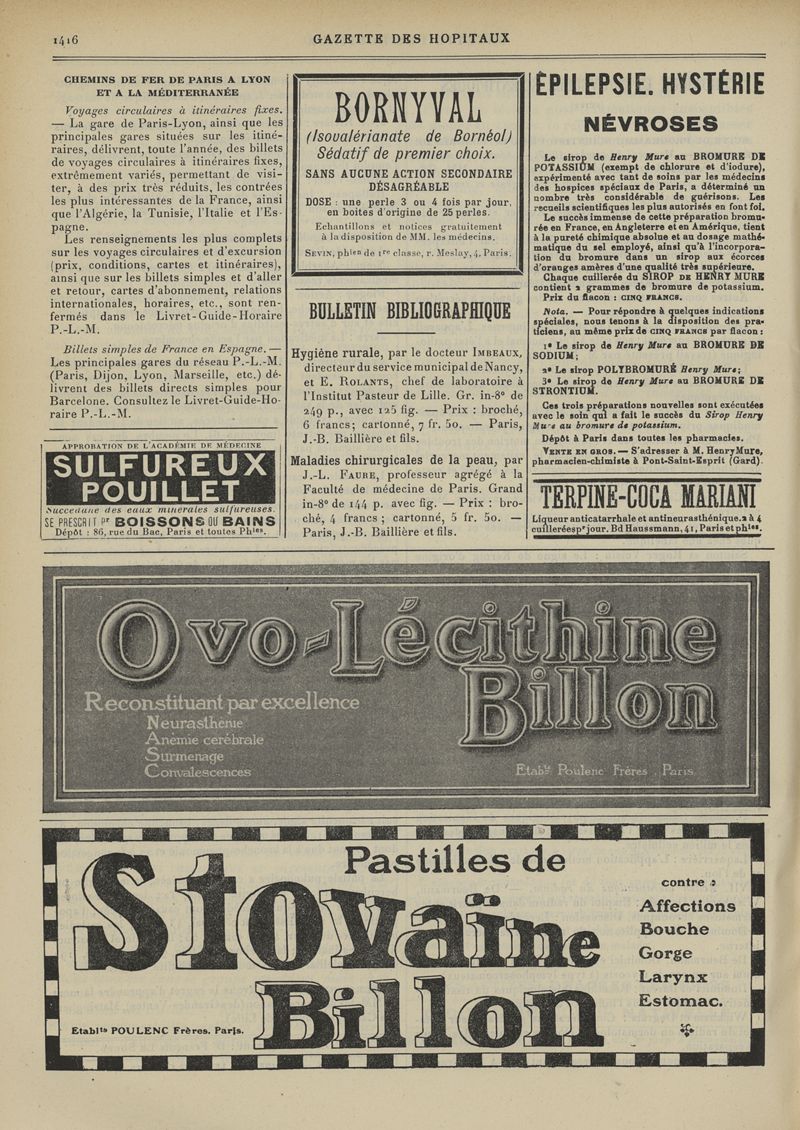 1416
GAZETTE DES HOPITAUX
CHEMINS DE FER DE PARIS A LYON
ET A LA MÉDITERRANÉE
Voyages circulaires à itinéraires fixes.
— La gare de Paris-Lyon, ainsi que les
principales gares situées sur les itiné-
raires, délivrent, toute l'année, des billets
de voyages circulaires à itinéraires fixes,
extrêmement variés, permettant de visi-
ter, à des prix très réduits, les contrées
les plus intéressantes de la France, ainsi
que l'Algérie, la Tunisie, l'Italie et l'Es-
pagne.
Les renseignements les plus complets
sur les voyages circulaires et d'excursion
(prix, conditions, cartes et itinéraires),
ainsi que sur les billets simples et d'aller
et retour, cartes d'abonnement, relations
internationales, horaires, etc., sont ren-
fermés dans le Livret-Guide-Horaire
P.-L.-M.
Billets simples de France en Espagne. —
Les principales gares du réseau P.-L.-M.
(Paris, Dijon, Lyon, Marseille, etc.) dé-
livrent des billets directs simples pour
Barcelone. Consultez le Livret-Guide-Ho-
raire P.-L.-M.
APPROBATION DE L'ACADÉMIE DE MÉDECINE
SULFUREUX
POUILLET
Succédané des eaux minérales sulfureuses.
SE PRESCRIT Pr BOISSONS OU BAINS
Dépôt : 86, rue du Bac, Paris et toutes Phies.
BORNYVAL
(Isovalérianate de Bornéol)
Sédatif de premier choix.
SANS AUCUNE ACTION SECONDAIRE
DÉSAGRÉABLE
DOSE : une perle 3 ou 4 fois par jour,
en boites d'origine de 25 perles.
Echantillons et notices gratuitement
à la disposition de MM. les médecins.
SEVIN, phien de 1re classe, r. Meslay, 4, Paris.
BULLETIN BIBLIOGRAPHIQUE
Hygiène rurale, par le docteur IMBEAUX,
directeur du service municipal de Nancy,
et E. ROLANTS, chef de laboratoire à
l'Institut Pasteur de Lille. Gr. in-8° de
249 p., avec 125 fig. — Prix : broché,
6 francs; cartonné, 7 fr. 50. — Paris,
J.-B. Baillière et fils.
Maladies chirurgicales de la peau, par
J.-L. FAURE, professeur agrégé à la
Faculté de médecine de Paris. Grand
in-8° de 144 p. avec fig. — Prix : bro-
ché, 4 francs ; cartonné, 5 fr. 50. —
Paris, J.-B. Baillière et fils.
ÉPILEPSIE. HYSTÉRIE
NÉVROSES
Le sirop de Henry Mure au BROMURE DE
POTASSIUM (exempt de chlorure et d'iodure),
expérimenté avec tant de soins par les médecins
des hospices spéciaux de Paris, a déterminé un
nombre très considérable de guérisons. Les
recueils scientifiques les plus autorisés en font foi.
Le succès immense de cette préparation bromu-
rée en France, en Angleterre et en Amérique, tient
à la pureté chimique absolue et au dosage mathé-
matique du sel employé, ainsi qu'à l'incorpora-
tion du bromure dans un sirop aux écorces
d'oranges amères d'une qualité très supérieure.
Chaque cuillerée du SIROP DE HENRY MURE
contient 2 grammes de bromure de potassium.
Prix du flacon : CINQ FRANCS.
Nota. — Pour répondre à quelques indications
spéciales, nous tenons à la disposition des pra-
ticiens, au même prix de CINQ FRANCS par flacon :
1° Le sirop de Henry Mure au BROMURE DE
SODIUM;
2° Le sirop POLYBROMURÉ Henry Mure;
3° Le sirop de Henry Mure au BROMURE DE
STRONTIUM.
Ces trois préparations nouvelles sont exécutées
avec le soin qui a fait le succès du Sirop Henry
Mure au bromure de potassium.
Dépôt à Paris dans toutes les pharmacies.
VENTE EN GROS. — S'adresser à M. Henry Mure,
pharmacien-chimiste à Pont-Saint-Esprit (Gard).
TERPINE-COCA MARIANI
Liqueur anticatarrhale et antineurasthénique. 2 à 4
cuillerées pr jour. Bd Haussmann, 41, Paris et phies.
Ovo-Lécithine
Billon
Reconstituant par excellence
Neurasthénie
Anémie cérébrale
Surmenage
Convalescences
Etablts Poulenc Frères . Paris
Pastilles de
Stovaïne
Billon
contre :
Affections
Bouche
Gorge
Larynx
Estomac.
Etablts POULENC Frères. Paris.